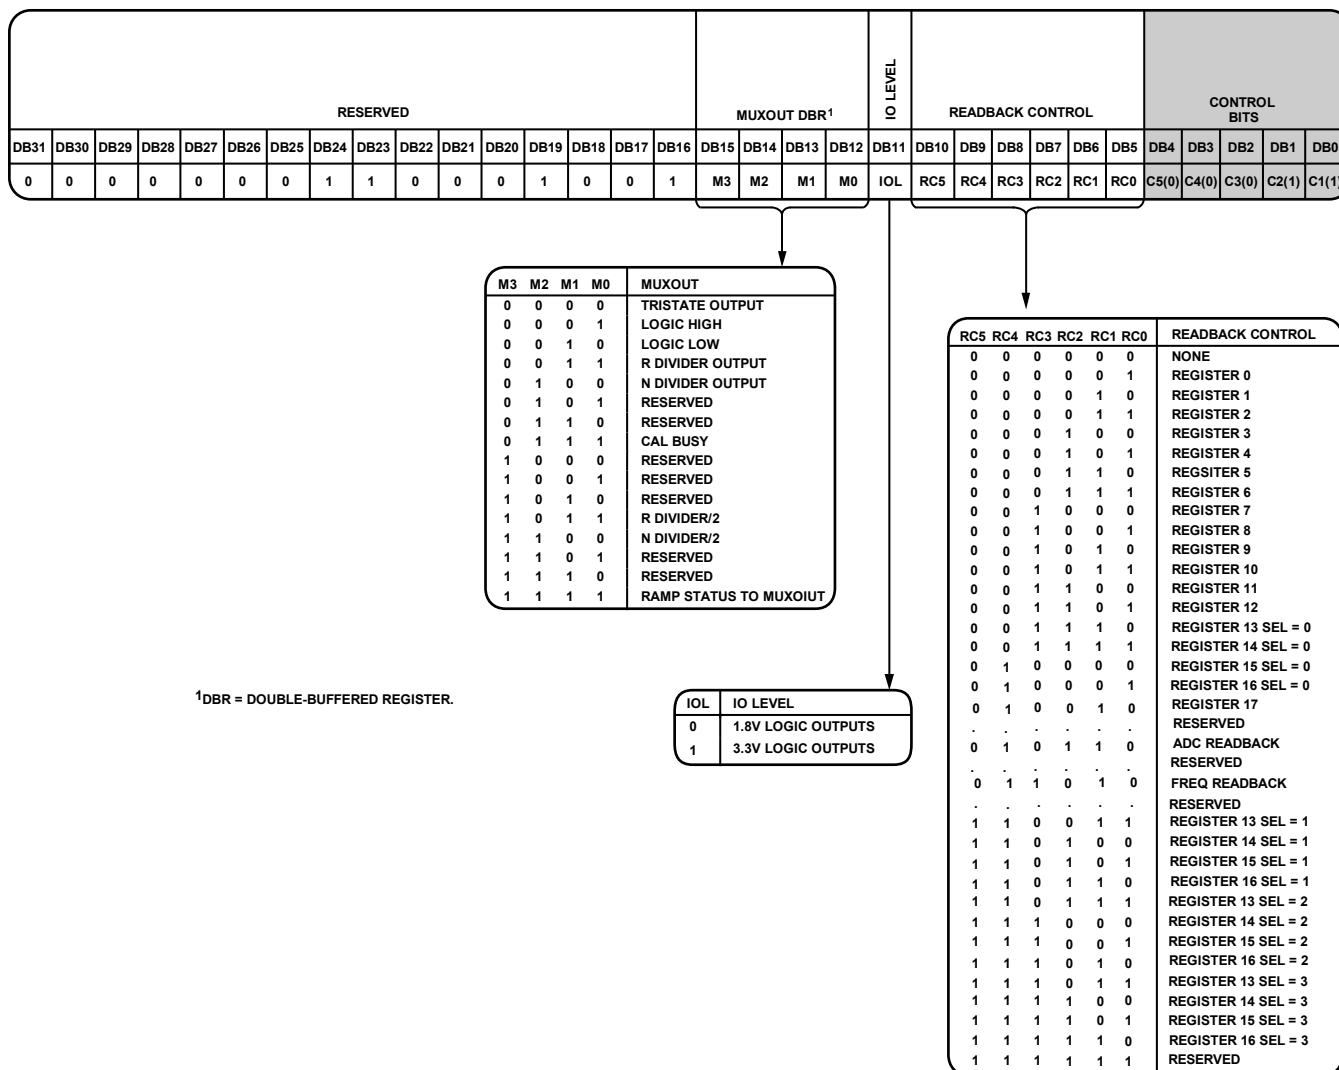 RESERVED
MUXOUT DBR1
IO LEVEL
READBACK CONTROL
CONTROL
BITS
DB31 DB30 DB29 DB28 DB27 DB26 DB25 DB24 DB23 DB22 DB21 DB20 DB19 DB18 DB17 DB16 DB15 DB14 DB13 DB12 DB11 DB10 DB9 DB8 DB7 DB6 DB5 DB4 DB3 DB2 DB1 DB0
0 0 0 0 0 0 0 1 1 0 0 0 1 0 0 1 M3 M2 M1 M0 IOL RC5 RC4 RC3 RC2 RC1 RC0 C5(0) C4(0) C3(0) C2(1) C1(1)
M3 M2 M1 M0 MUXOUT
0 0 0 0 TRISTATE OUTPUT
0 0 0 1 LOGIC HIGH
0 0 1 0 LOGIC LOW
0 0 1 1 R DIVIDER OUTPUT
0 1 0 0 N DIVIDER OUTPUT
0 1 0 1 RESERVED
0 1 1 0 RESERVED
0 1 1 1 CAL BUSY
1 0 0 0 RESERVED
1 0 0 1 RESERVED
1 0 1 0 RESERVED
1 0 1 1 R DIVIDER/2
1 1 0 0 N DIVIDER/2
1 1 0 1 RESERVED
1 1 1 0 RESERVED
1 1 1 1 RAMP STATUS TO MUXOIUT
1DBR = DOUBLE-BUFFERED REGISTER.
IOL IO LEVEL
0 1.8V LOGIC OUTPUTS
1 3.3V LOGIC OUTPUTS
RC5 RC4 RC3 RC2 RC1 RC0 READBACK CONTROL
0 0 0 0 0 0 NONE
0 0 0 0 0 1 REGISTER 0
0 0 0 0 1 0 REGISTER 1
0 0 0 0 1 1 REGISTER 2
0 0 0 1 0 0 REGISTER 3
0 0 0 1 0 1 REGISTER 4
0 0 0 1 1 0 REGSITER 5
0 0 0 1 1 1 REGISTER 6
0 0 1 0 0 0 REGISTER 7
0 0 1 0 0 1 REGISTER 8
0 0 1 0 1 0 REGISTER 9
0 0 1 0 1 1 REGISTER 10
0 0 1 1 0 0 REGISTER 11
0 0 1 1 0 1 REGISTER 12
0 0 1 1 1 0 REGISTER 13 SEL = 0
0 0 1 1 1 1 REGISTER 14 SEL = 0
0 1 0 0 0 0 REGISTER 15 SEL = 0
0 1 0 0 0 1 REGISTER 16 SEL = 0
0 1 0 0 1 0 REGISTER 17
. . . . . . RESERVED
0 1 0 1 1 0 ADC READBACK
. . . . . . RESERVED
0 1 1 0 1 0 FREQ READBACK
. . . . . . RESERVED
1 1 0 0 1 1 REGISTER 13 SEL = 1
1 1 0 1 0 0 REGISTER 14 SEL = 1
1 1 0 1 0 1 REGISTER 15 SEL = 1
1 1 0 1 1 0 REGISTER 16 SEL = 1
1 1 0 1 1 1 REGISTER 13 SEL = 2
1 1 1 0 0 0 REGISTER 14 SEL = 2
1 1 1 0 0 1 REGISTER 15 SEL = 2
1 1 1 0 1 0 REGISTER 16 SEL = 2
1 1 1 0 1 1 REGISTER 13 SEL = 3
1 1 1 1 0 0 REGISTER 14 SEL = 3
1 1 1 1 0 1 REGISTER 15 SEL = 3
1 1 1 1 1 0 REGISTER 16 SEL = 3
1 1 1 1 1 1 RESERVED